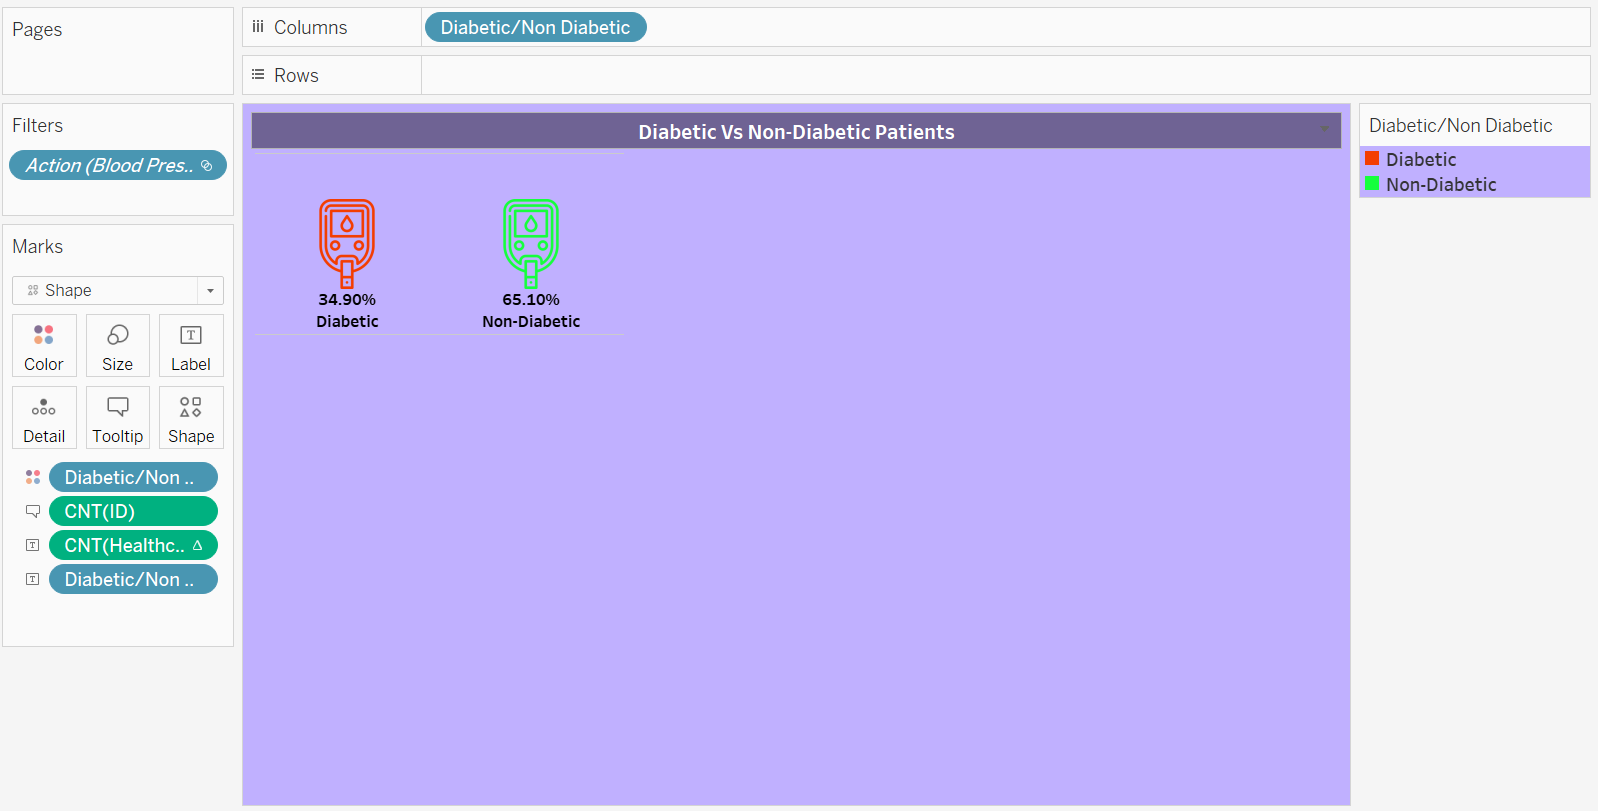 Pages
Columns
Diabetic/Non Diabetic
Rows
Filters
Action (Blood Pres..
Marks
Shape
Color
Size
T
Label
Detail
Tooltip
Shape
Diabetic/Non ..
CNT(ID)
T
CNT(Healthc..
T
Diabetic/Non ..
Diabetic Vs Non-Diabetic Patients
34.90%
65.10%
Diabetic
Non-Diabetic
Diabetic/Non Diabetic
Diabetic
Non-Diabetic